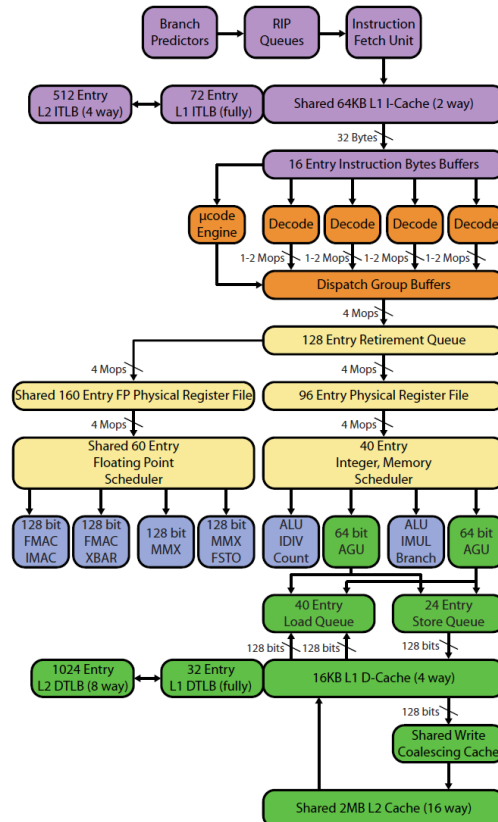 Branch
Predictors
RIP
Queues
Instruction
Fetch Unit
512 Entry
L2 ITLB (4 way)
72 Entry
L1 ITLB (fully)
Shared 64KB L1 I-Cache (2 way)
32 Bytes
16 Entry Instruction Bytes Buffers
µcode
Engine
Decode
Decode
Decode
Decode
1-2 Mops
1-2 Mops
1-2 Mops
1-2 Mops
Dispatch Group Buffers
4 Mops
128 Entry Retirement Queue
4 Mops
4 Mops
Shared 160 Entry FP Physical Register File
96 Entry Physical Register File
4 Mops
4 Mops
Shared 60 Entry
Floating Point
Scheduler
40 Entry
Integer, Memory
Scheduler
128 bit
FMAC
IMAC
128 bit
FMAC
XBAR
128 bit
MMX
128 bit
MMX
FSTO
ALU
IDIV
Count
64 bit
AGU
ALU
IMUL
Branch
64 bit
AGU
40 Entry
Load Queue
24 Entry
Store Queue
128 bits
128 bits
128 bits
1024 Entry
L2 DTLB (8 way)
32 Entry
L1 DTLB (fully)
16KB L1 D-Cache (4 way)
128 bits
Shared Write
Coalescing Cache
Shared 2MB L2 Cache (16 way)